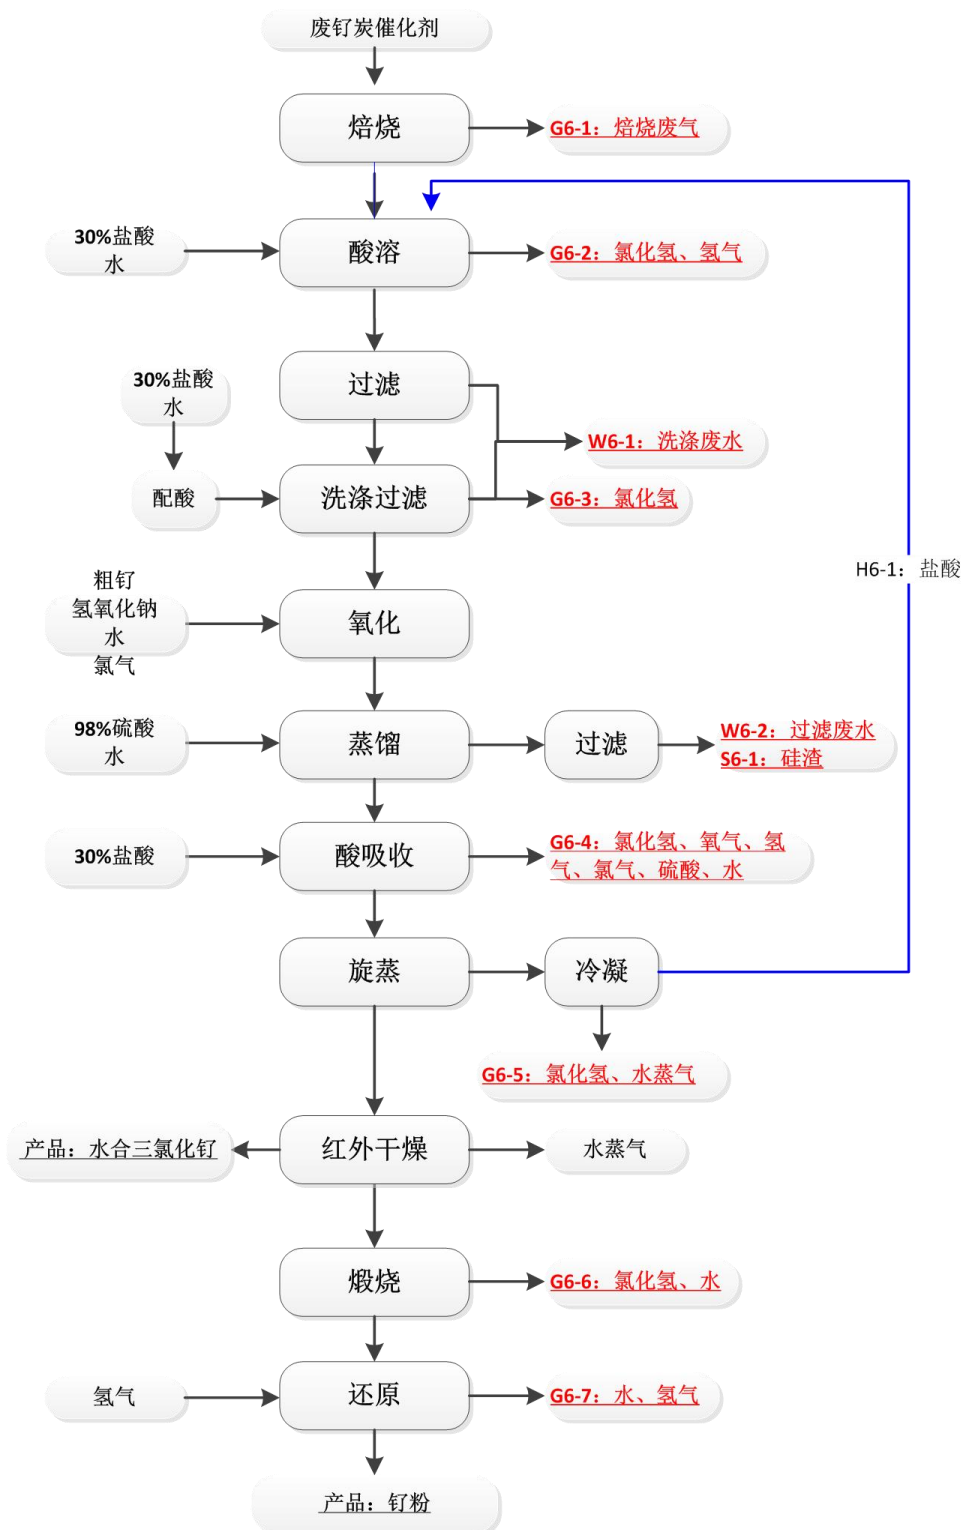 废钌炭催化剂
焙烧
G6-1：焙烧废气
30%盐酸
水
酸溶
G6-2：氯化氢、氢气
过滤
30%盐酸
水
W6-1：洗涤废水
配酸
洗涤过滤
G6-3：氯化氢
H6-1：盐酸
粗钌
氢氧化钠
水
氯气
氧化
98%硫酸
水
蒸馏
过滤
W6-2：过滤废水
S6-1：硅渣
30%盐酸
酸吸收
G6-4：氯化氢、氧气、氢
气、氯气、硫酸、水
旋蒸
冷凝
G6-5：氯化氢、水蒸气
产品：水合三氯化钌
红外干燥
水蒸气
煅烧
G6-6：氯化氢、水
氢气
还原
G6-7：水、氢气
产品：钌粉